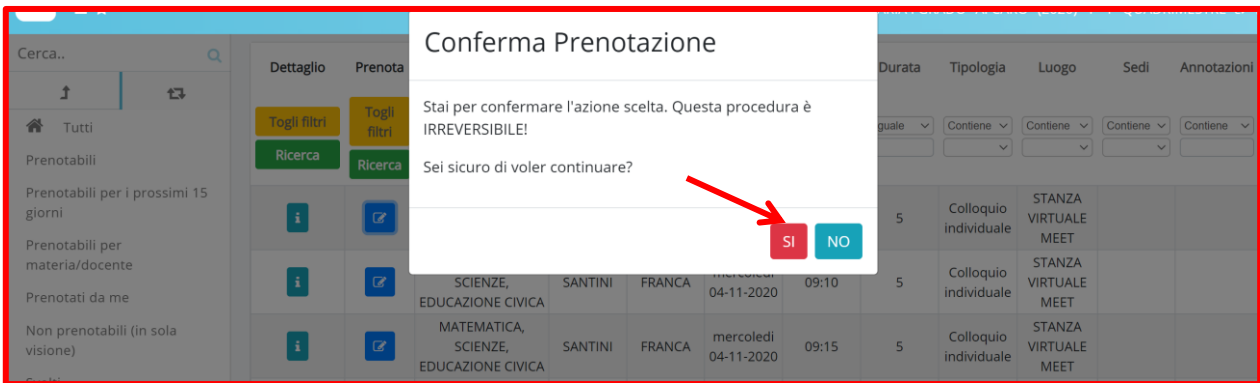 Cerca..
Tutti
Prenotabili
Prenotabili per i prossimi 15
giorni
Prenotabili per
materia/docente
Prenotati da me
Non prenotabili (in sola
visione)
Dettaglio Prenota
Durata Tipologia Luogo Sedi Annotazioni
Togli filtri
Ricerca
Togli
filtri
Ricerca
Contiene Contiene Contiene Contiene
Conferma Prenotazione
Stai per confermare l'azione scelta. Questa procedura è
IRREVERSIBILE!
Sei sicuro di voler continuare?
SI NO
5
Colloquio
individuale
STANZA
VIRTUALE
MEET
SCIENZE,
EDUCAZIONE CIVICA
SANTINI FRANCA
04-11-2020
09:10
5
Colloquio
individuale
STANZA
VIRTUALE
MEET
MATEMATICA,
SCIENZE,
EDUCAZIONE CIVICA
SANTINI FRANCA
mercoledì
04-11-2020
09:15
5
Colloquio
individuale
STANZA
VIRTUALE
MEET